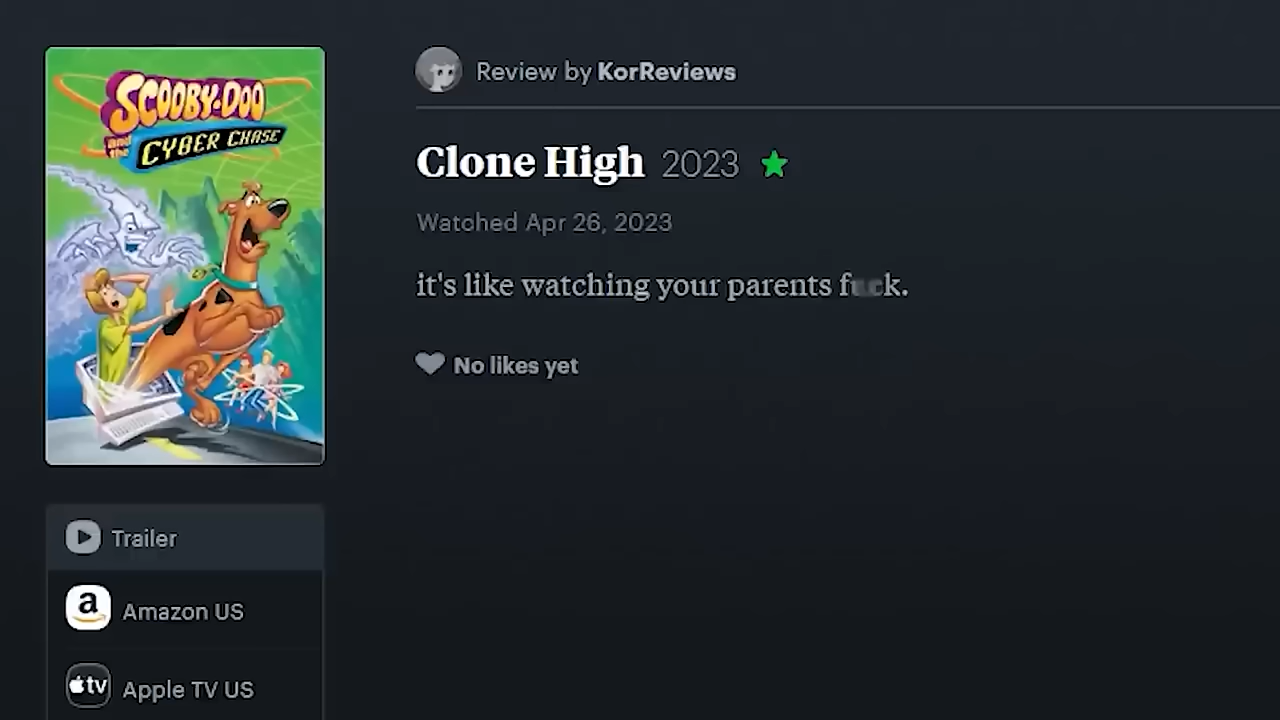 SCOOBY-DOO
and the
CYBER CHASE
Review by KorReviews
Clone High 2023
Watched Apr 26, 2023
it's like watching your parents f k.
No likes yet
Trailer
a
Amazon US
tv
Apple TV US